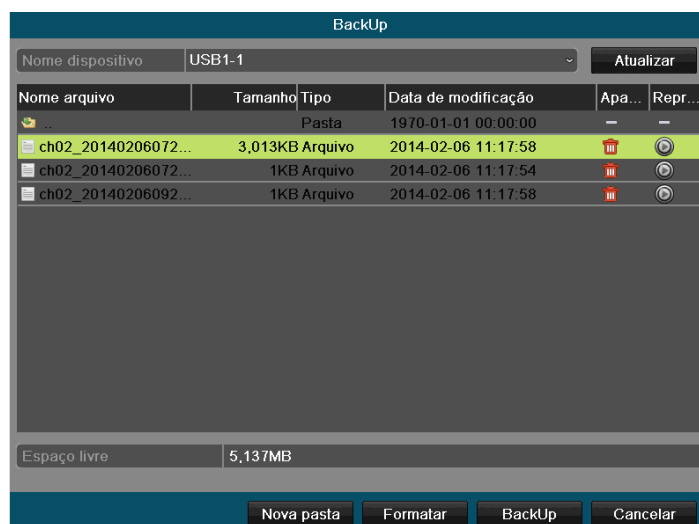 BackUp
Nome dispositivo USB1-1 Atualizar
Nome arquivo Tamanho Tipo Data de modificação Apa... Repr...
.. Pasta 1970-01-01 00:00:00 – –
ch02_20140206072... 3,013KB Arquivo 2014-02-06 11:17:58
ch02_20140206072... 1KB Arquivo 2014-02-06 11:17:54
ch02_20140206092... 1KB Arquivo 2014-02-06 11:17:58
Espaço livre 5,137MB
Nova pasta Formatar BackUp Cancelar